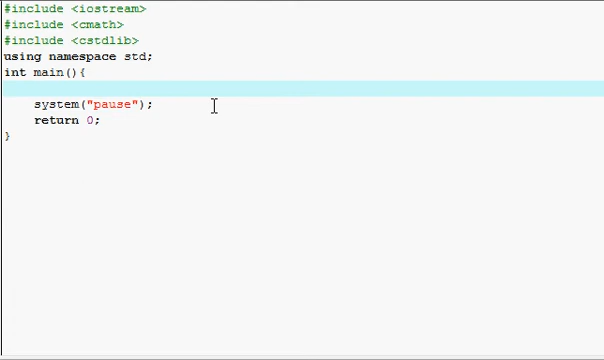 #include <iostream>
#include <cmath>
#include <cstdlib>
using namespace std;
int main(){
system("pause");
return 0;
}